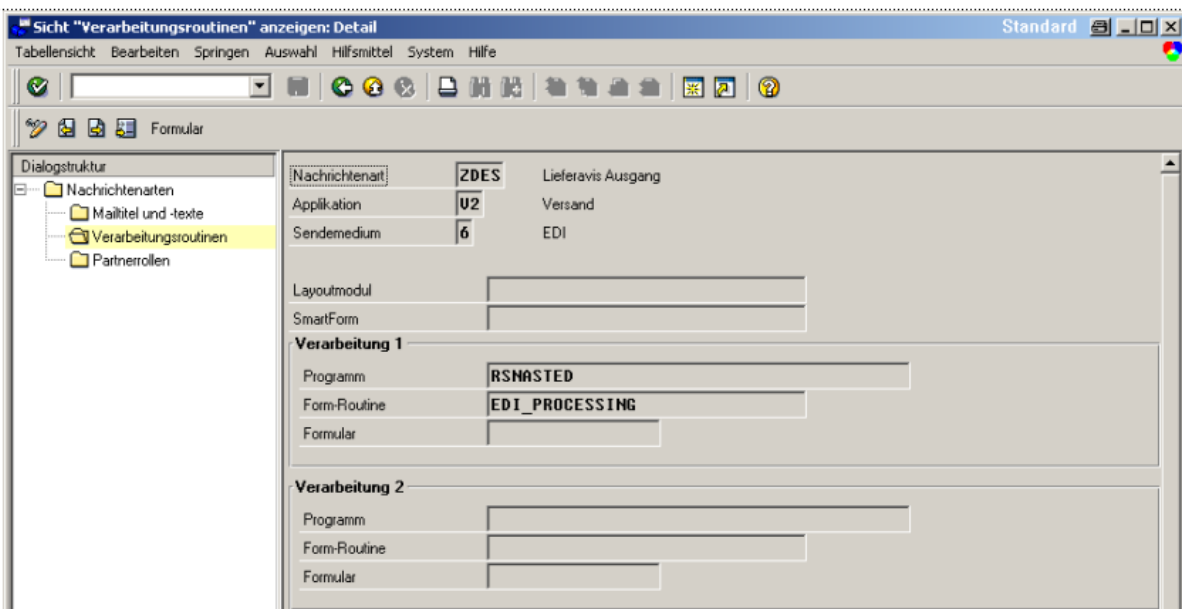 Sicht "Verarbeitungsroutinen" anzeigen: Detail
Standard
Tabellensicht Bearbeiten Springen Auswahl Hilfsmittel System Hilfe
Formular
Dialogstruktur
Nachrichtenarten
Mailtitel und -texte
Verarbeitungsroutinen
Partnerrollen
Nachrichtenart ZDES Lieferavis Ausgang
Applikation V2 Versand
Sendemedium 6 EDI
Layoutmodul
SmartForm
Verarbeitung 1
Programm RSNASTED
Form-Routine EDI_PROCESSING
Formular
Verarbeitung 2
Programm
Form-Routine
Formular